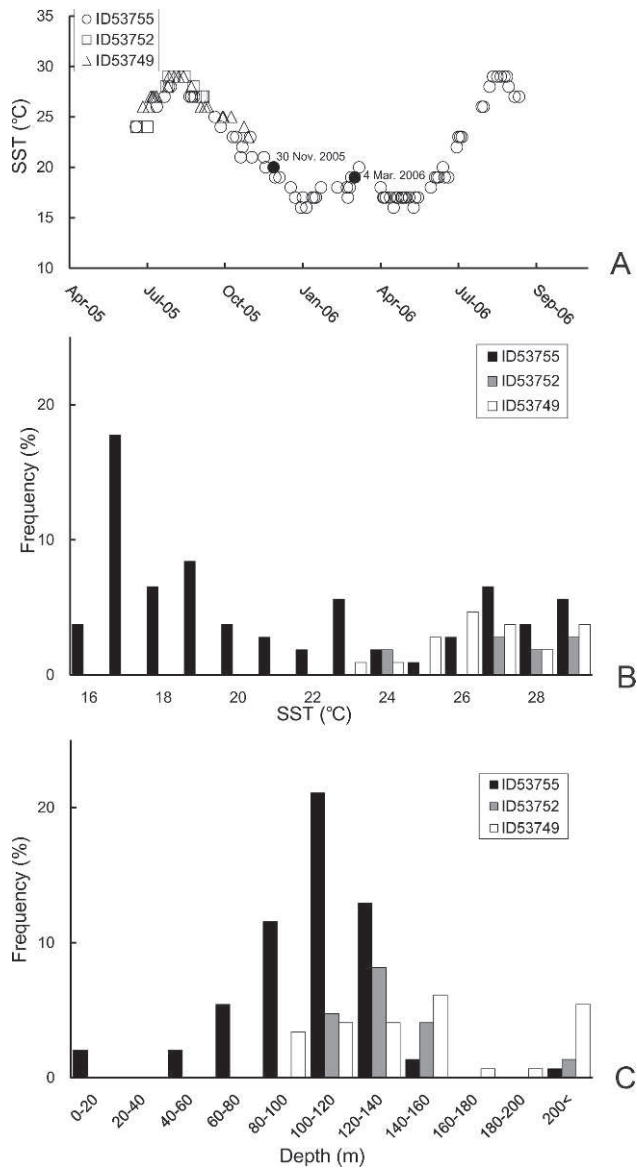 ID53755
ID53752
ID53749
35
30
25
20
15
10
SST (°C)
30 Nov. 2005
4 Mar. 2006
Apr-05
Jul-05
Oct-05
Jan-06
Apr-06
Jul-06
Sep-06
A
ID53755
ID53752
ID53749
20
10
0
Frequency (%)
16
18
20
22
24
26
28
SST (°C)
B
ID53755
ID53752
ID53749
20
10
0
Frequency (%)
0-20
20-40
40-60
60-80
80-100
100-120
120-140
140-160
160-180
180-200
200<
Depth (m)
C